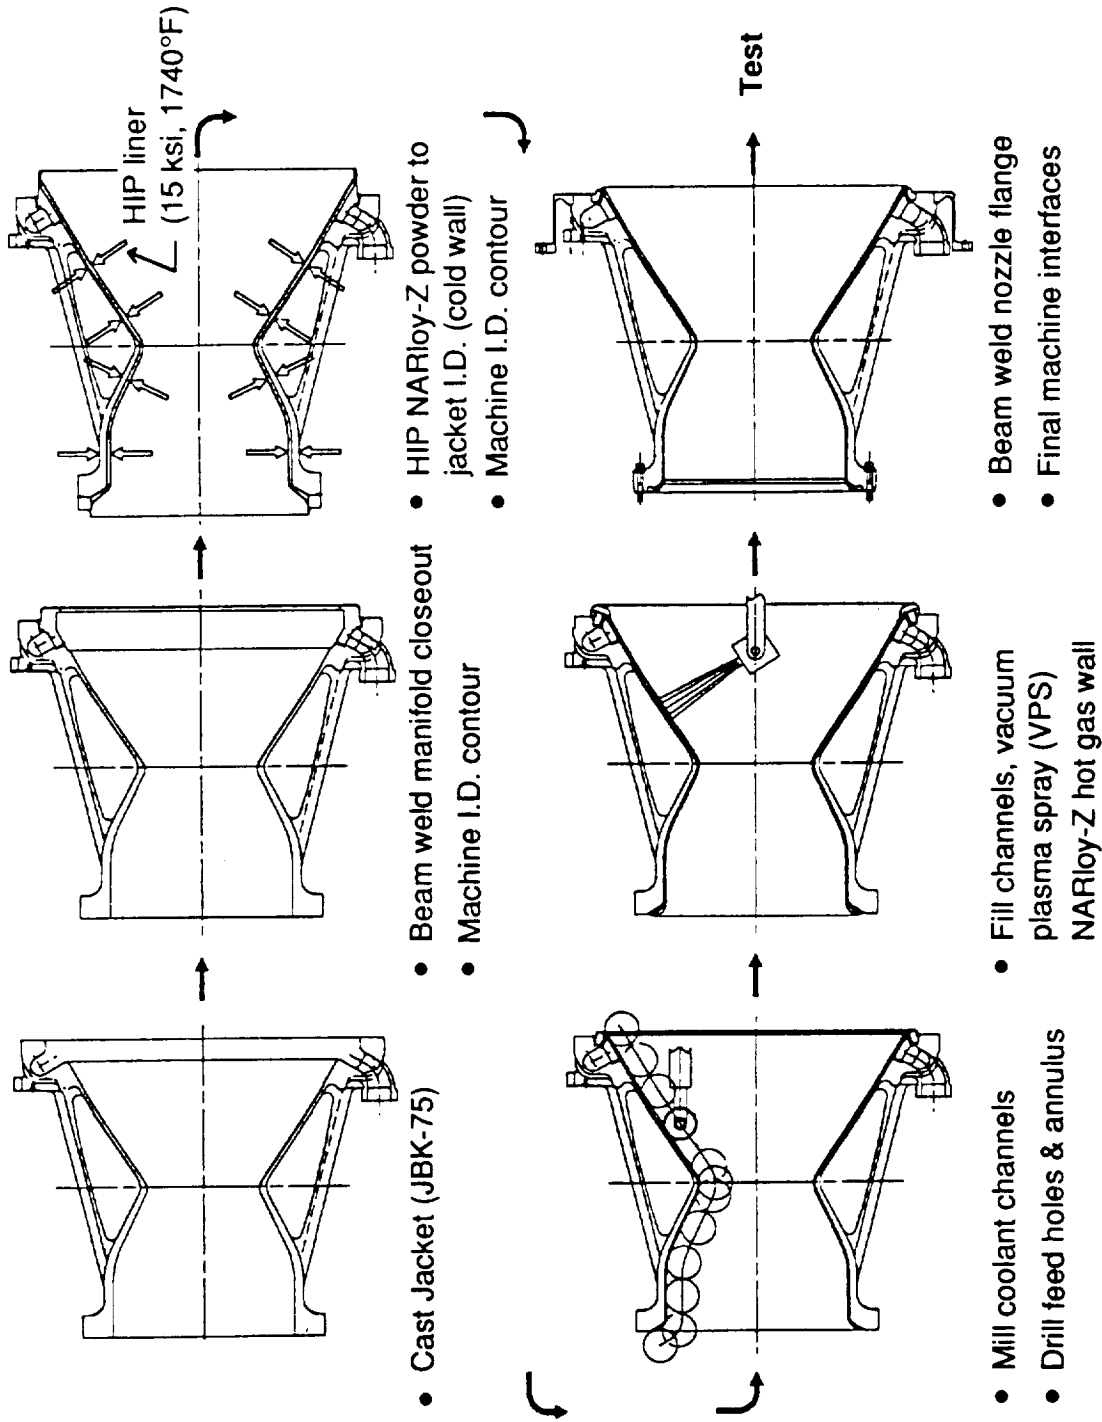 HIP liner
(15 ksi, 1740°F)
• Cast Jacket (JBK-75)
• Beam weld manifold closeout
• Machine I.D. contour
• HIP NARloy-Z powder to
jacket I.D. (cold wall)
• Machine I.D. contour
Test
• Mill coolant channels
• Drill feed holes & annulus
• Fill channels, vacuum
plasma spray (VPS)
NARloy-Z hot gas wall
• Beam weld nozzle flange
• Final machine interfaces